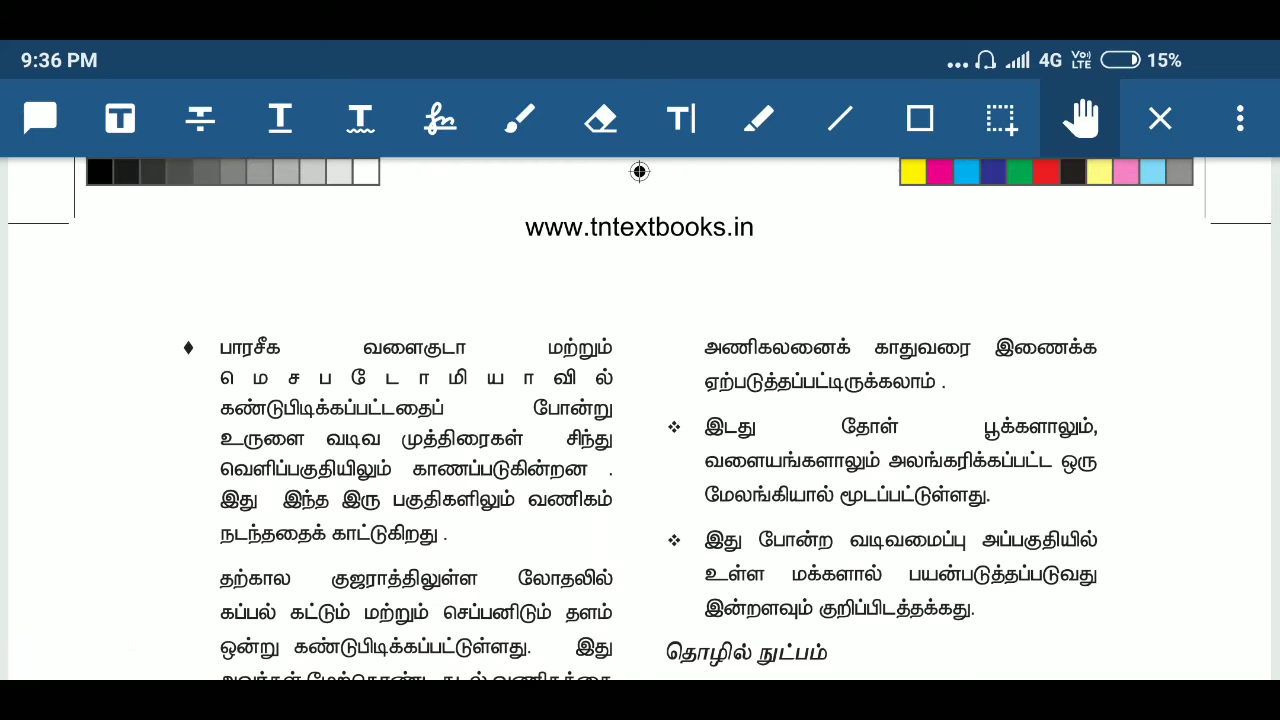 9:36 PM
4G
Vo)
LTE
15%
www.tntextbooks.in
♦ பாரசீக வளைகுடா மற்றும்
மெசபடோமியாவில்
கண்டுபிடிக்கப்பட்டதைப் போன்று
உருளை வடிவ முத்திரைகள் சிந்து
வெளிப்பகுதியிலும் காணப்படுகின்றன .
இது இந்த இரு பகுதிகளிலும் வணிகம்
நடந்ததைக் காட்டுகிறது .
தற்கால குஜராத்திலுள்ள லோதலில்
கப்பல் கட்டும் மற்றும் செப்பனிடும் தளம்
ஒன்று கண்டுபிடிக்கப்பட்டுள்ளது. இது
அணிகலனைக் காதுவரை இணைக்க
ஏற்படுத்தப்பட்டிருக்கலாம் .
❖ இடது தோள் பூக்களாலும்,
வளையங்களாலும் அலங்கரிக்கப்பட்ட ஒரு
மேலங்கியால் மூடப்பட்டுள்ளது.
❖ இது போன்ற வடிவமைப்பு அப்பகுதியில்
உள்ள மக்களால் பயன்படுத்தப்படுவது
இன்றளவும் குறிப்பிடத்தக்கது.
தொழில் நுட்பம்